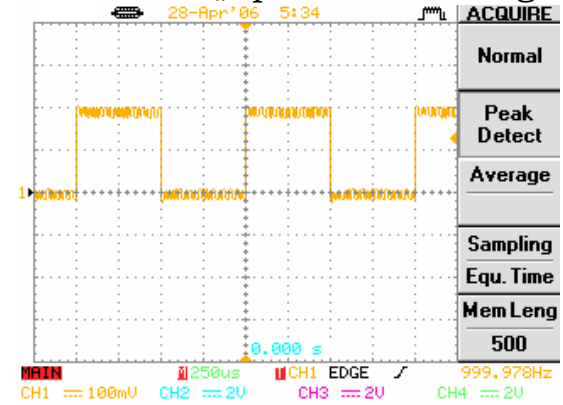 28-Apr'06 5:34 ACQUIRE
Normal
Peak
Detect
Average
1
Sampling
Equ. Time
Mem Leng
500
0.000 s
MAIN M 250us T CH1 EDGE 999.978Hz
CH1 100mV CH2 2V CH3 2V CH4 2V